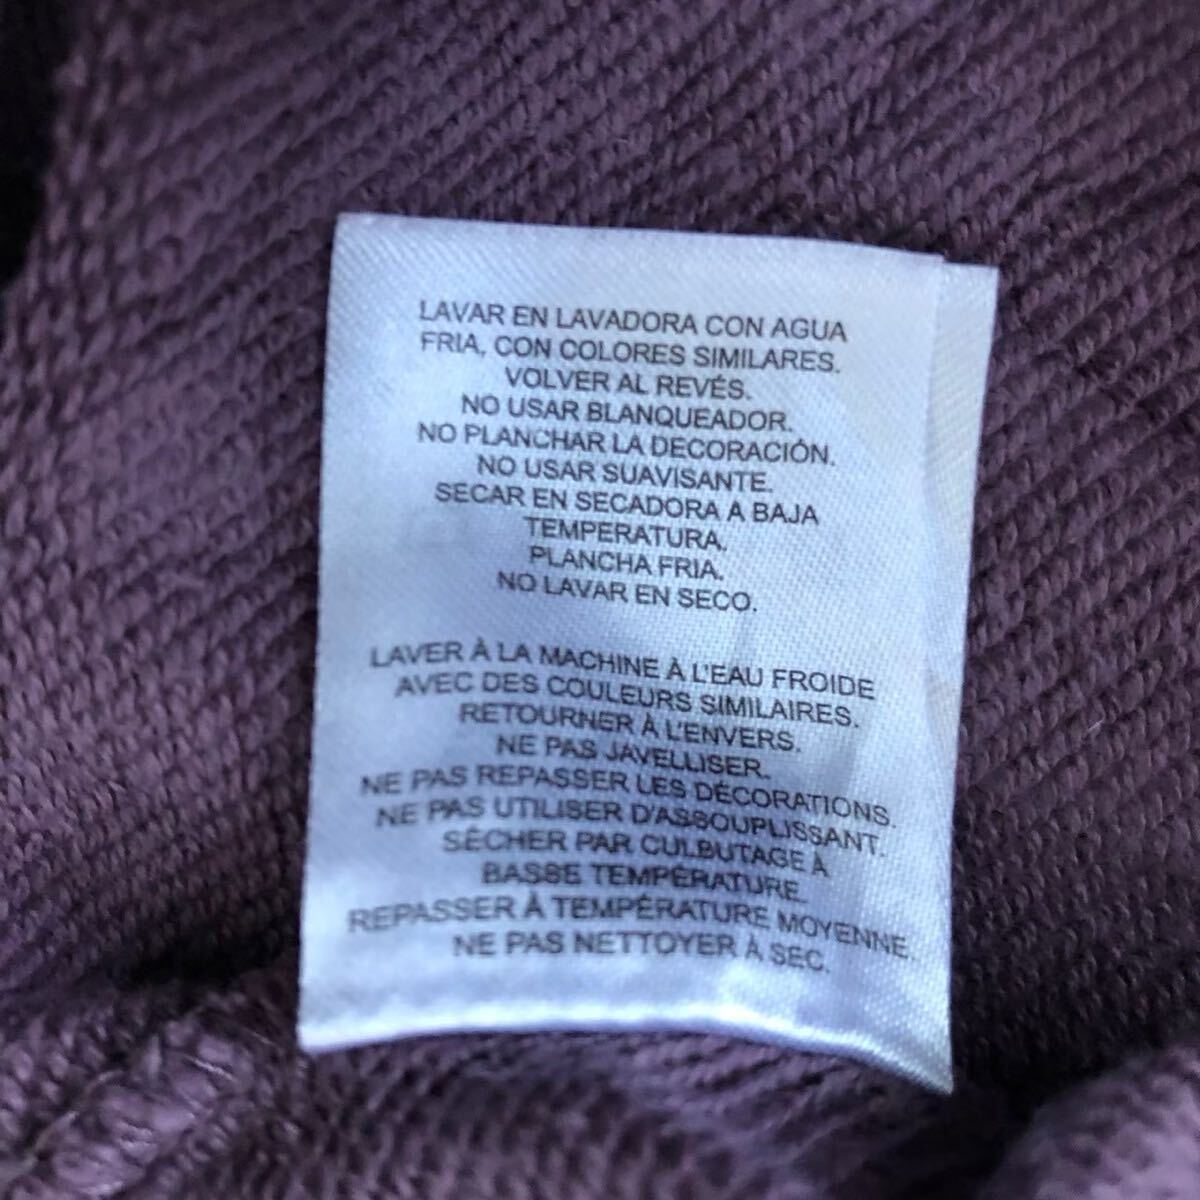 LAVAR EN LAVADORA CON AGUA
FRIA, CON COLORES SIMILARES.
VOLVER AL REVÉS.
NO USAR BLANQUEADOR.
NO PLANCHAR LA DECORACIÓN.
NO USAR SUAVISANTE.
SECAR EN SECADORA A BAJA
TEMPERATURA.
PLANCHA FRIA.
NO LAVAR EN SECO.
LAVER À LA MACHINE À L'EAU FROIDE
AVEC DES COULEURS SIMILAIRES.
RETOURNER À L'ENVERS.
NE PAS JAVELLISER.
NE PAS REPASSER LES DÉCORATIONS.
NE PAS UTILISER D'ASSOUPLISSANT.
SÉCHER PAR CULBUTAGE À
BASSE TEMPÉRATURE.
REPASSER À TEMPÉRATURE MOYENNE.
NE PAS NETTOYER À SEC.